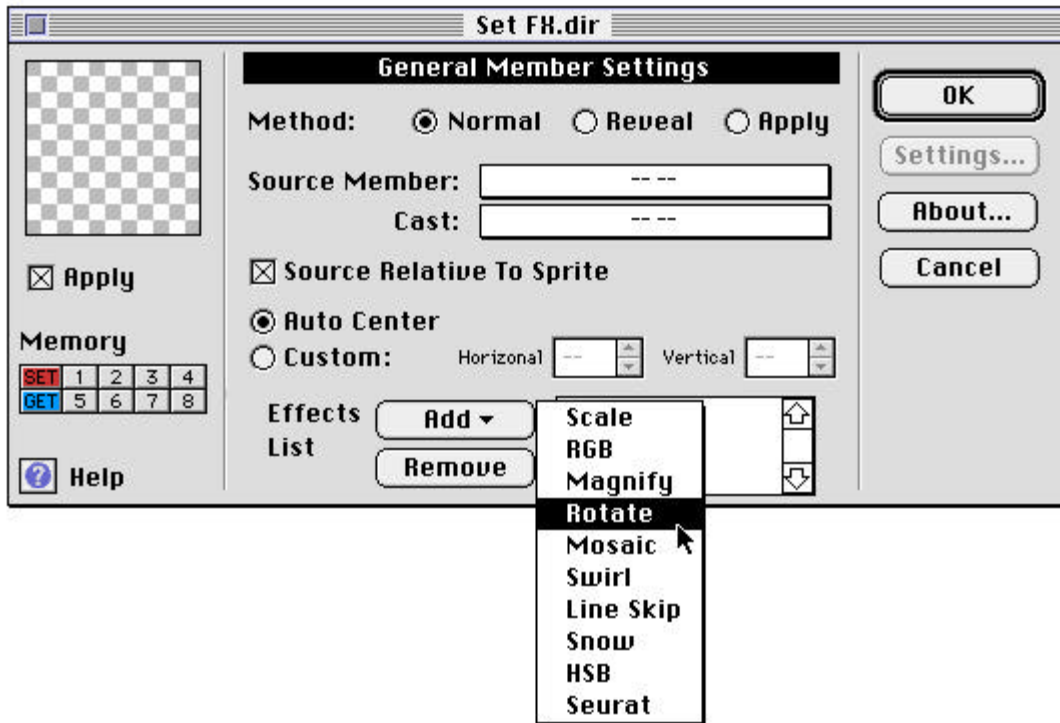 Set FX.dir
General Member Settings
Method: Normal Reveal Apply
Source Member: -- --
Cast: -- --
Source Relative To Sprite
Auto Center
Custom: Horizonal -- Vertical --
Effects List
Add
Remove
Scale
RGB
Magnify
Rotate
Mosaic
Swirl
Line Skip
Snow
HSB
Seurat
Apply
Memory
SET 1 2 3 4
GET 5 6 7 8
? Help
OK
Settings...
About...
Cancel